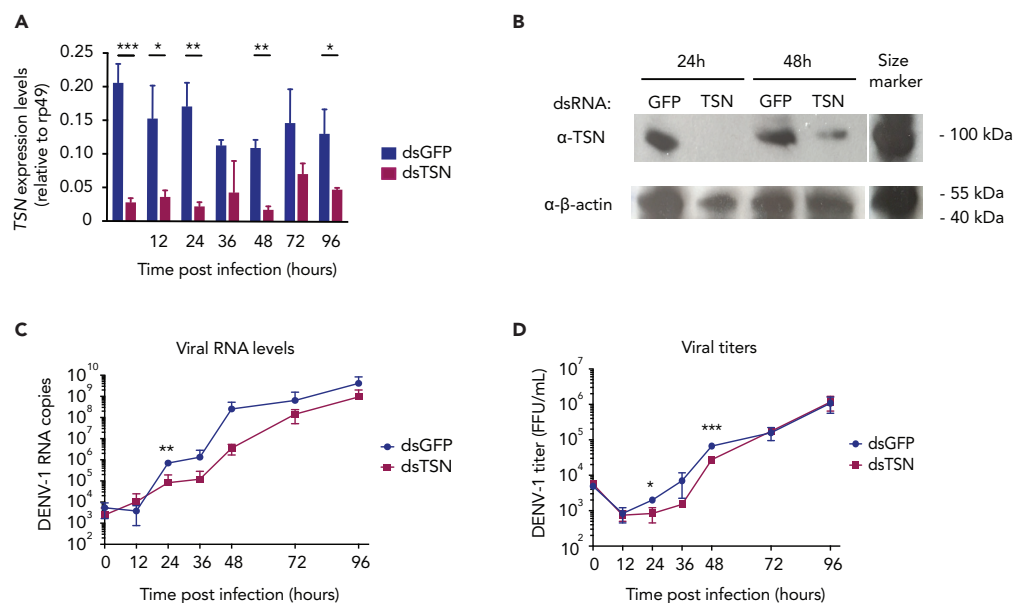 A
*** * ** ** *
TSN expression levels
(relative to rp49)
0.25
0.20
0.15
0.10
0.05
0
12 24 36 48 72 96
Time post infection (hours)
dsGFP
dsTSN
B
24h 48h Size
marker
dsRNA: GFP TSN GFP TSN
α-TSN - 100 kDa
α-β-actin - 55 kDa
- 40 kDa
C
Viral RNA levels
DENV-1 RNA copies
10^10
10^9
10^8
10^7
10^6
10^5
10^4
10^3
10^2
**
0 12 24 36 48 72 96
Time post infection (hours)
dsGFP
dsTSN
D
Viral titers
DENV-1 titer (FFU/mL)
10^7
10^6
10^5
10^4
10^3
10^2
* ***
0 12 24 36 48 72 96
Time post infection (hours)
dsGFP
dsTSN